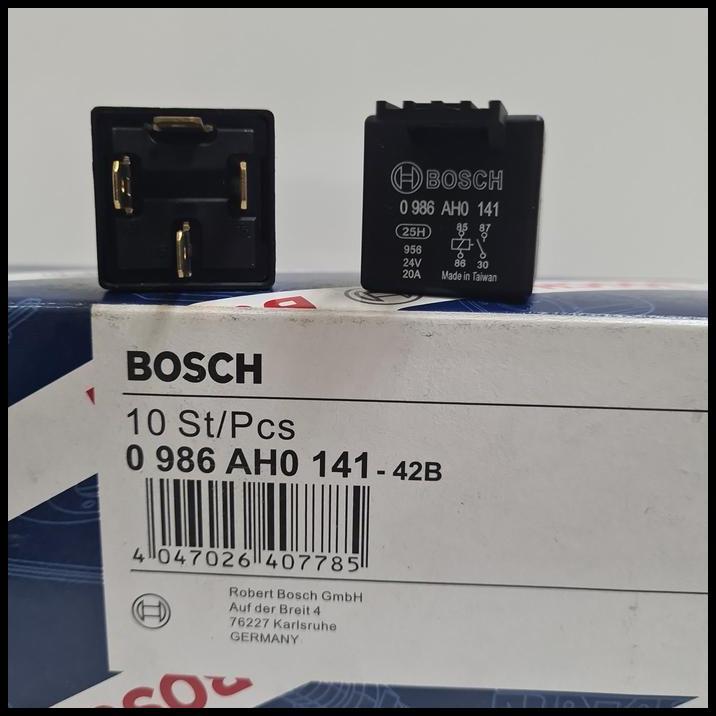 BOSCH
0 986 AH0 141
25H
85 87
956
24V
86 30
20A
Made in Taiwan
BOSCH
10 St/Pcs
0 986 AH0 141 - 42B
4 047026 407785
Robert Bosch GmbH
Auf der Breit 4
76227 Karlsruhe
GERMANY